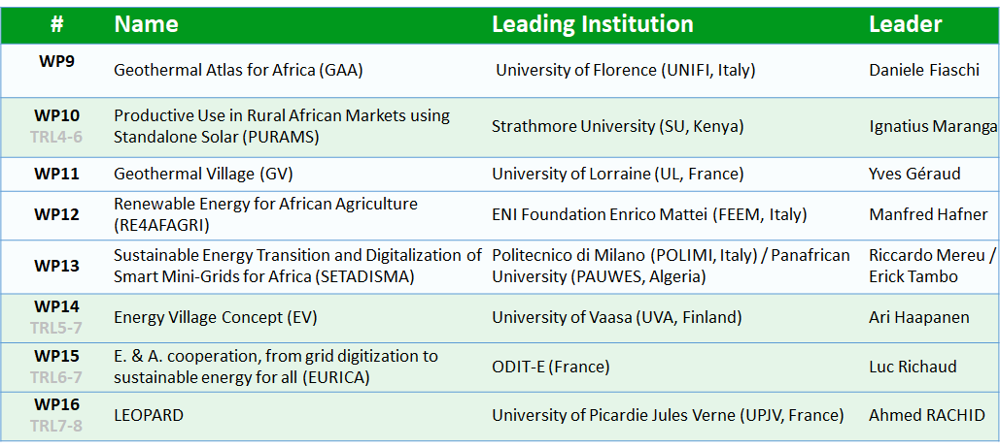 # Name Leading Institution Leader
WP9
Geothermal Atlas for Africa (GAA) University of Florence (UNIFI, Italy) Daniele Fiaschi
WP10
TRL4-6
Productive Use in Rural African Markets using
Standalone Solar (PURAMS)
Strathmore University (SU, Kenya) Ignatius Maranga
WP11 Geothermal Village (GV) University of Lorraine (UL, France) Yves Géraud
WP12
Renewable Energy for African Agriculture
(RE4AFAGRI)
ENI Foundation Enrico Mattei (FEEM, Italy) Manfred Hafner
WP13
Sustainable Energy Transition and Digitalization of
Smart Mini-Grids for Africa (SETADISMA)
Politecnico di Milano (POLIMI, Italy) / Panafrican
University (PAUWES, Algeria)
Riccardo Mereu /
Erick Tambo
WP14
TRL5-7
Energy Village Concept (EV) University of Vaasa (UVA, Finland) Ari Haapanen
WP15
TRL6-7
E. & A. cooperation, from grid digitization to
sustainable energy for all (EURICA)
ODIT-E (France) Luc Richaud
WP16
TRL7-8
LEOPARD University of Picardie Jules Verne (UPJV, France) Ahmed RACHID